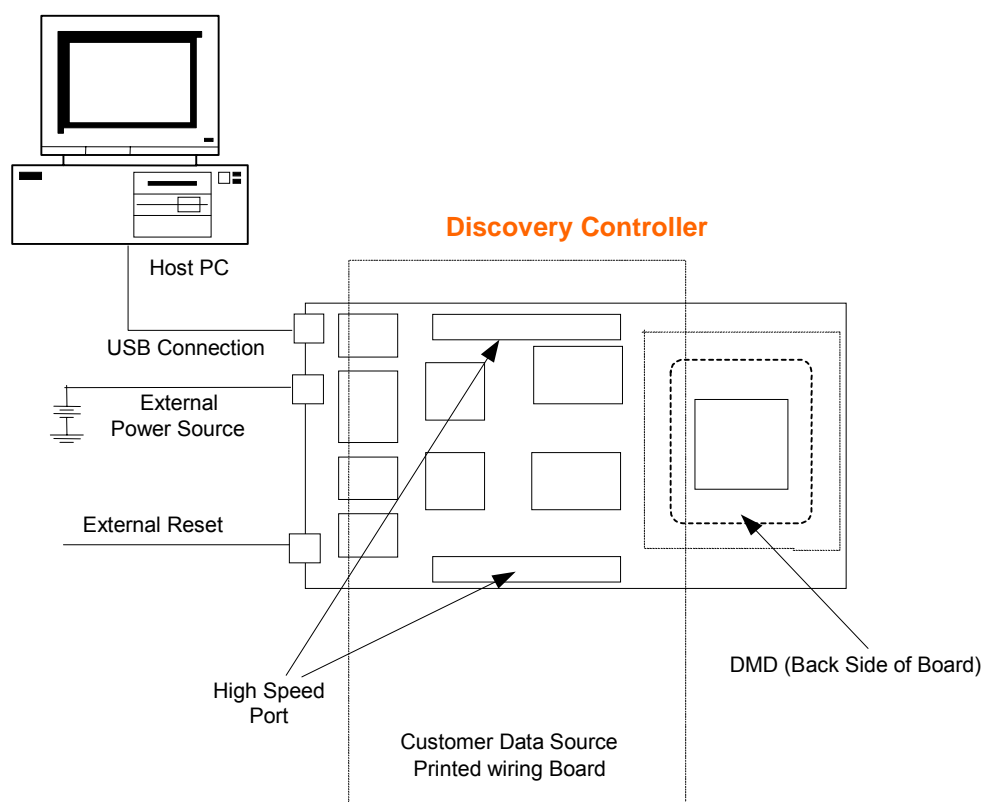 Discovery Controller
Host PC
USB Connection
External
Power Source
External Reset
High Speed
Port
DMD (Back Side of Board)
Customer Data Source
Printed wiring Board